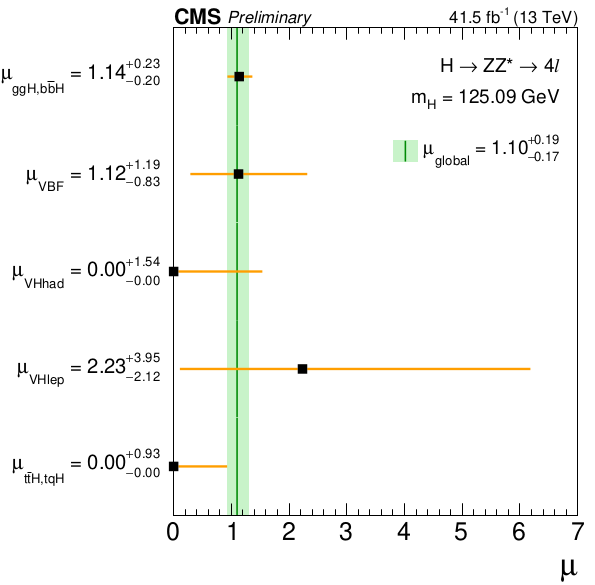 CMS Preliminary 41.5 fb⁻¹ (13 TeV)
μ_ggH,bb̄H = 1.14 +0.23 −0.20
H → ZZ* → 4l
m_H = 125.09 GeV
μ_global = 1.10 +0.19 −0.17
μ_VBF = 1.12 +1.19 −0.83
μ_VHhad = 0.00 +1.54 −0.00
μ_VHlep = 2.23 +3.95 −2.12
μ_tt̄H,tqH = 0.00 +0.93 −0.00
0 1 2 3 4 5 6 7
μ